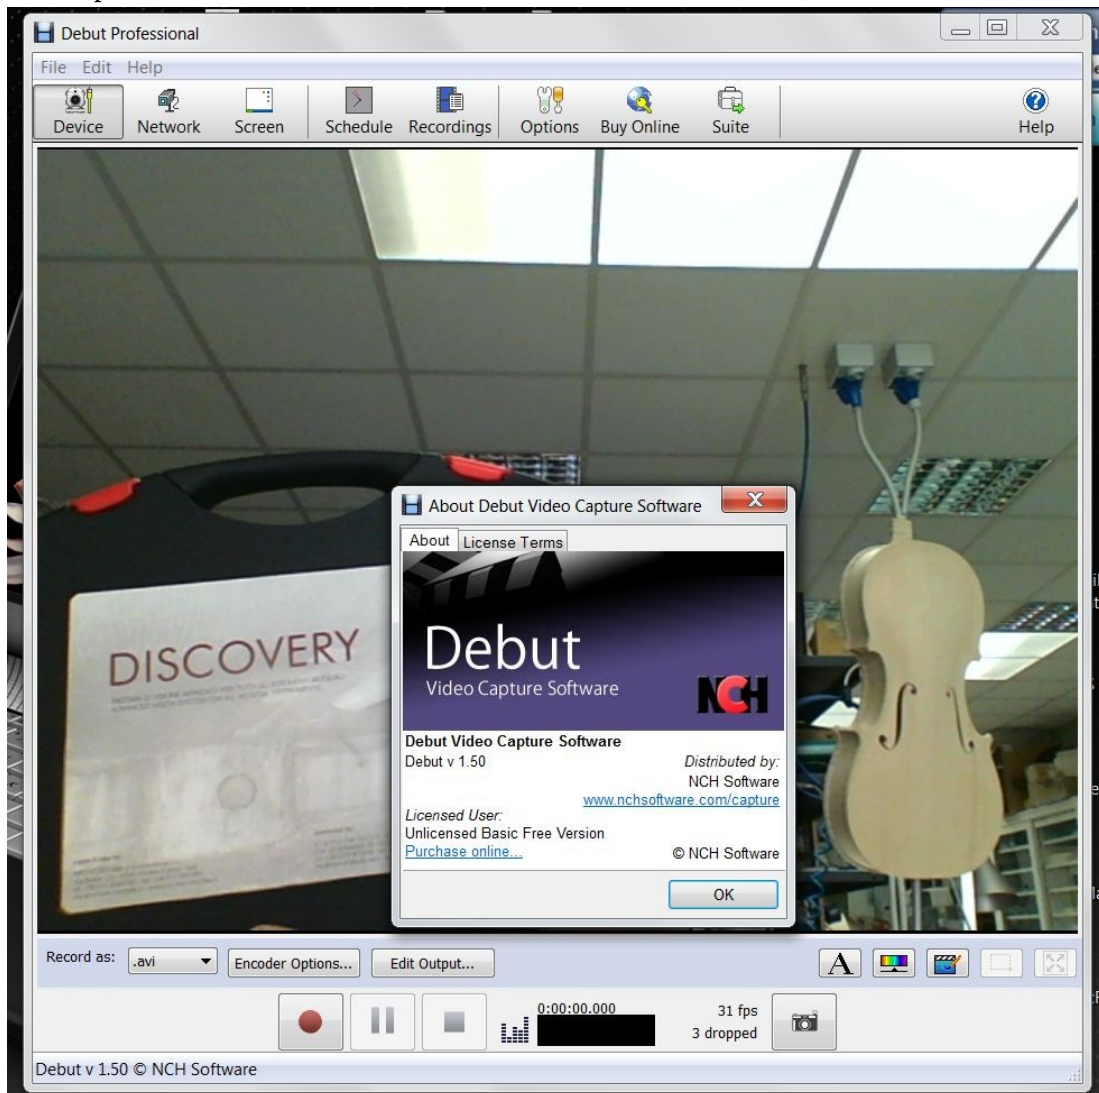 Debut Professional
File Edit Help
Device Network Screen Schedule Recordings Options Buy Online Suite Help
DISCOVERY
About Debut Video Capture Software
About License Terms
Debut
Video Capture Software
NCH
Debut Video Capture Software
Debut v 1.50
Distributed by:
NCH Software
www.nchsoftware.com/capture
Licensed User:
Unlicensed Basic Free Version
Purchase online...
© NCH Software
OK
Record as: .avi Encoder Options... Edit Output... A
0:00:00.000 31 fps
3 dropped
Debut v 1.50 © NCH Software